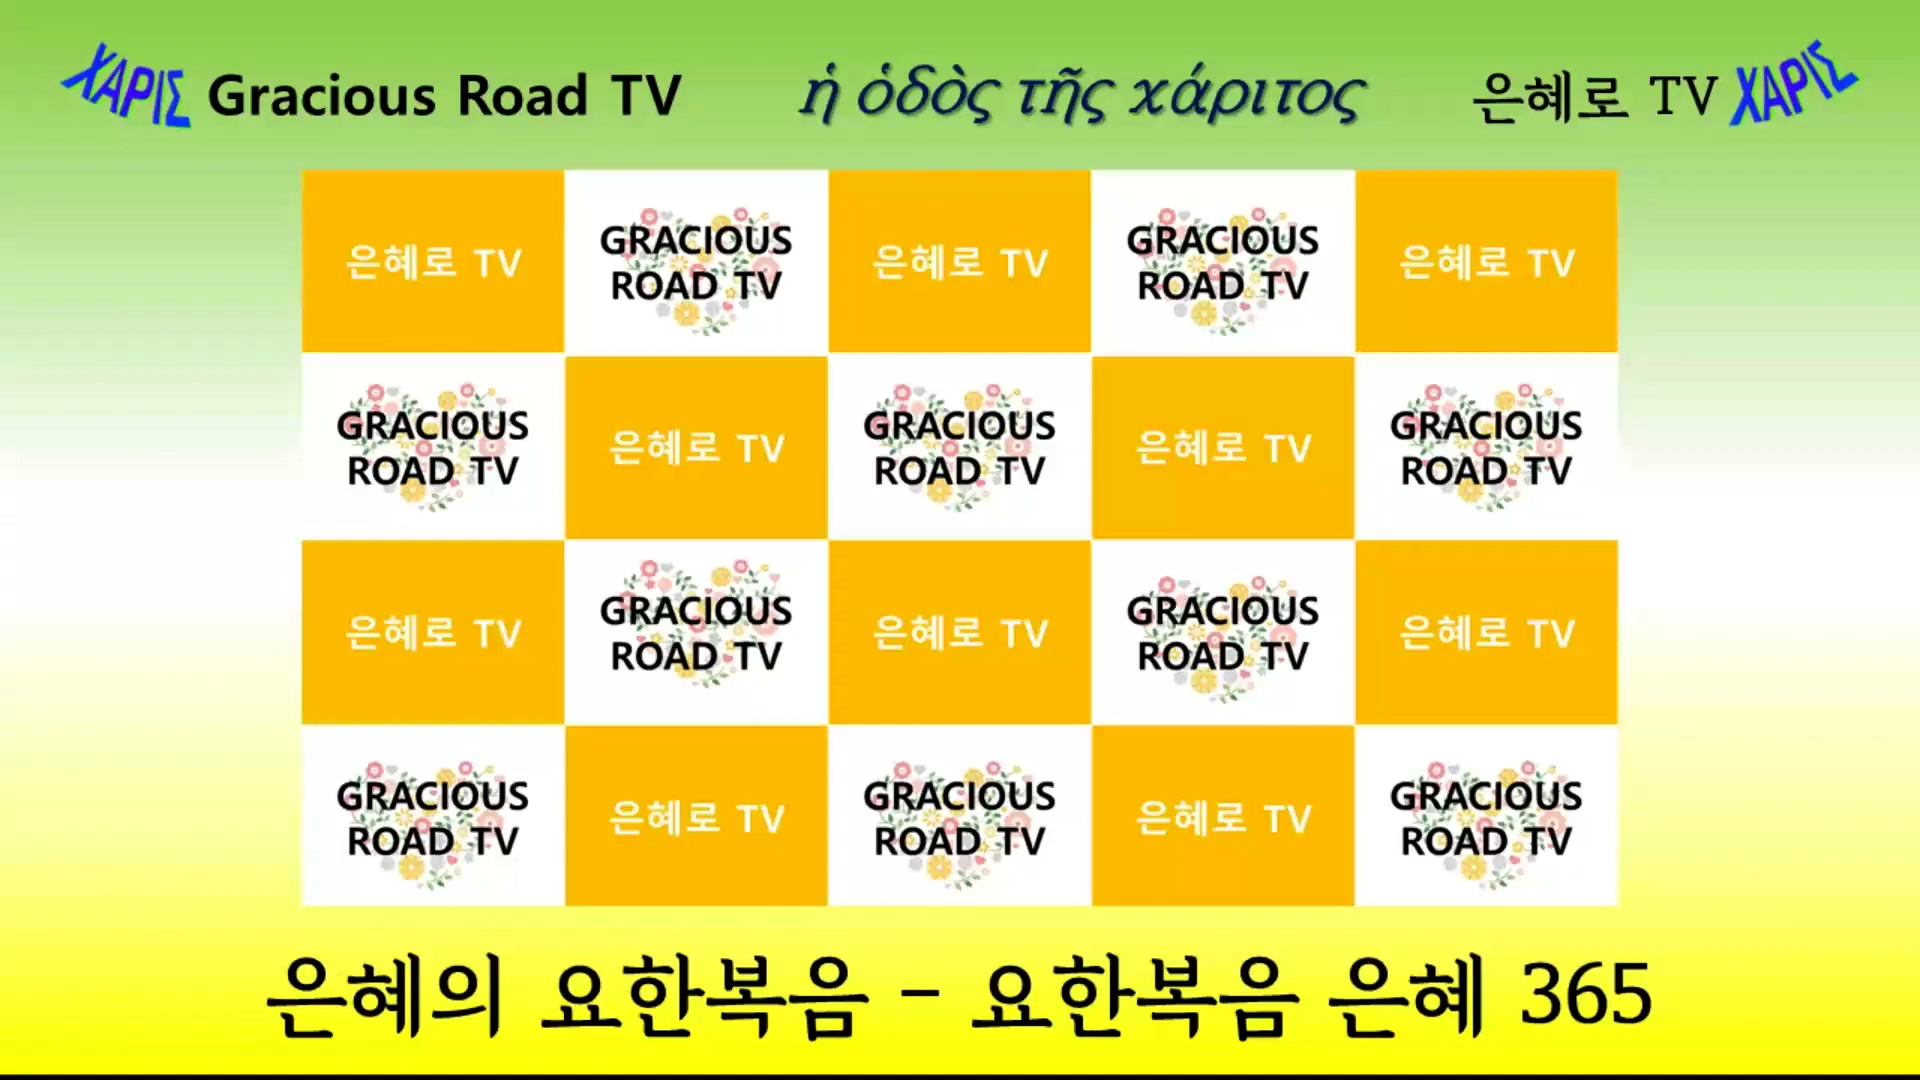 ΧΑΡΙΣ Gracious Road TV ἡ ὁδὸς τῆς χάριτος 은혜로 TV ΧΑΡΙΣ
은혜로 TV GRACIOUS ROAD TV 은혜로 TV GRACIOUS ROAD TV 은혜로 TV
GRACIOUS ROAD TV 은혜로 TV GRACIOUS ROAD TV 은혜로 TV GRACIOUS ROAD TV
은혜로 TV GRACIOUS ROAD TV 은혜로 TV GRACIOUS ROAD TV 은혜로 TV
GRACIOUS ROAD TV 은혜로 TV GRACIOUS ROAD TV 은혜로 TV GRACIOUS ROAD TV
은혜의 요한복음 - 요한복음 은혜 365